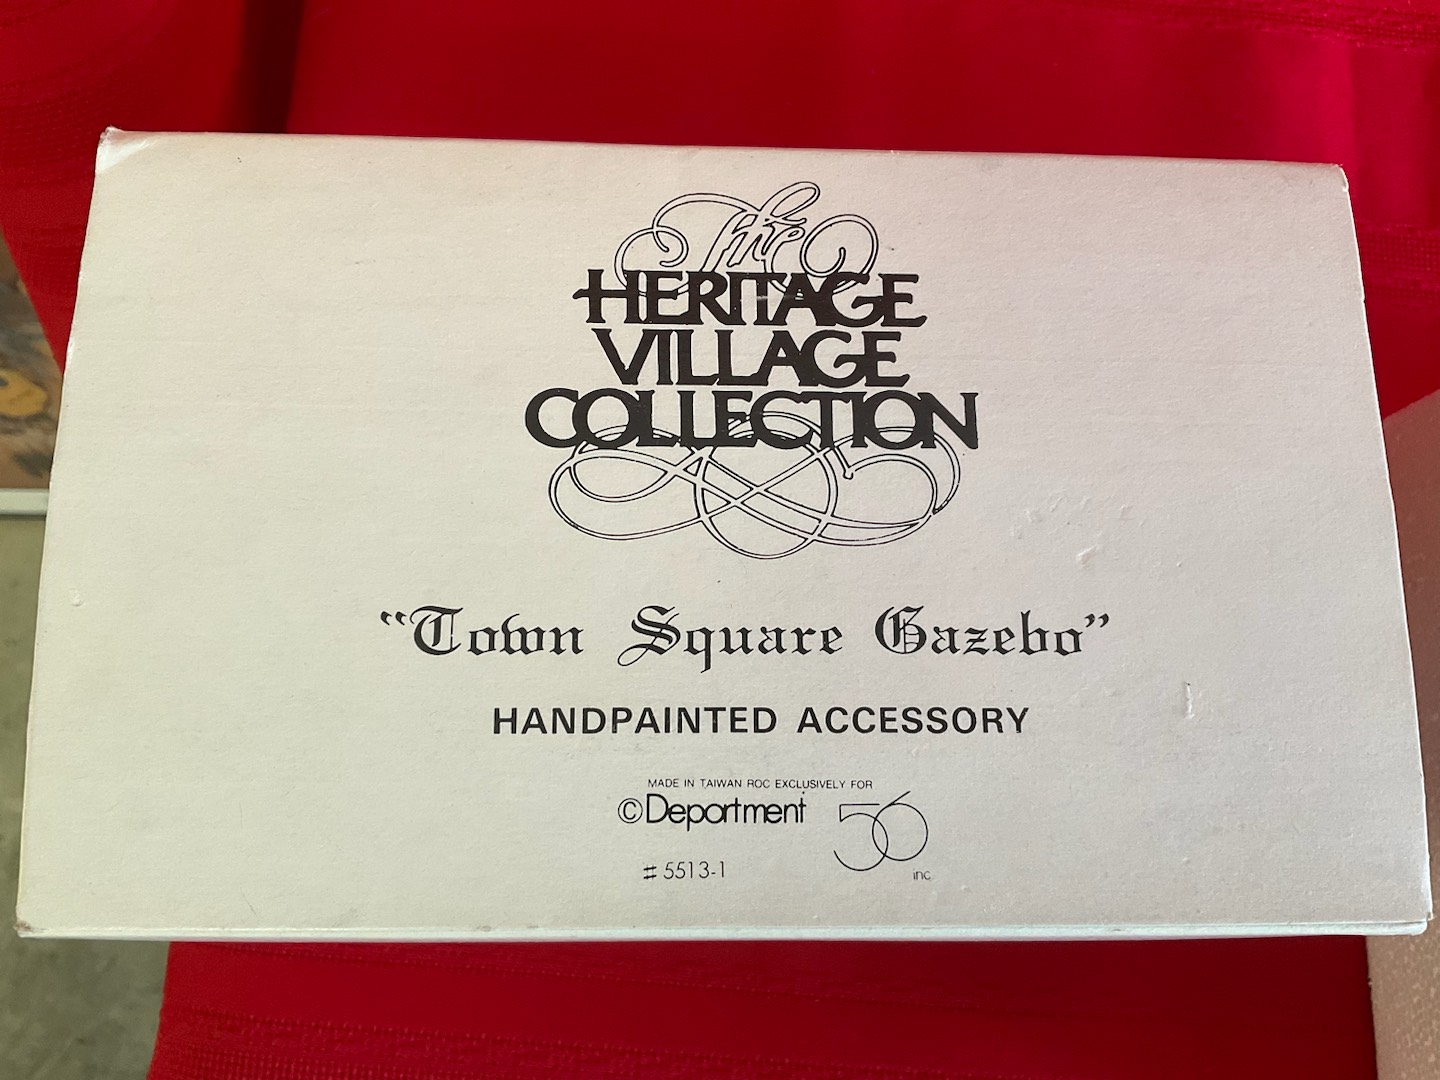 The
HERITAGE
VILLAGE
COLLECTION
“Town Square Gazebo”
HANDPAINTED ACCESSORY
MADE IN TAIWAN ROC EXCLUSIVELY FOR
©Department 56
inc.
# 5513-1